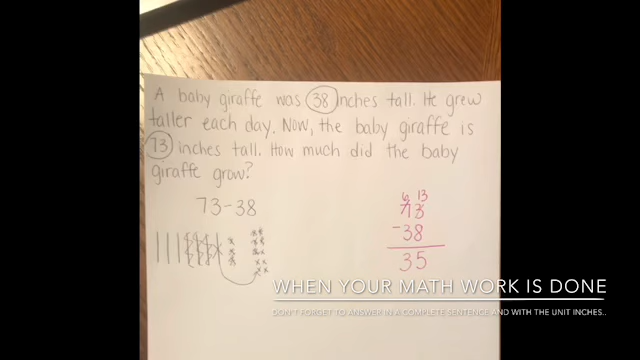 A baby giraffe was 38 inches tall. He grew
taller each day. Now, the baby giraffe is
73 inches tall. How much did the baby
giraffe grow?
73-38
6 13
73
-38
35
WHEN YOUR MATH WORK IS DONE
DON'T FORGET TO ANSWER IN A COMPLETE SENTENCE AND WITH THE UNIT INCHES..